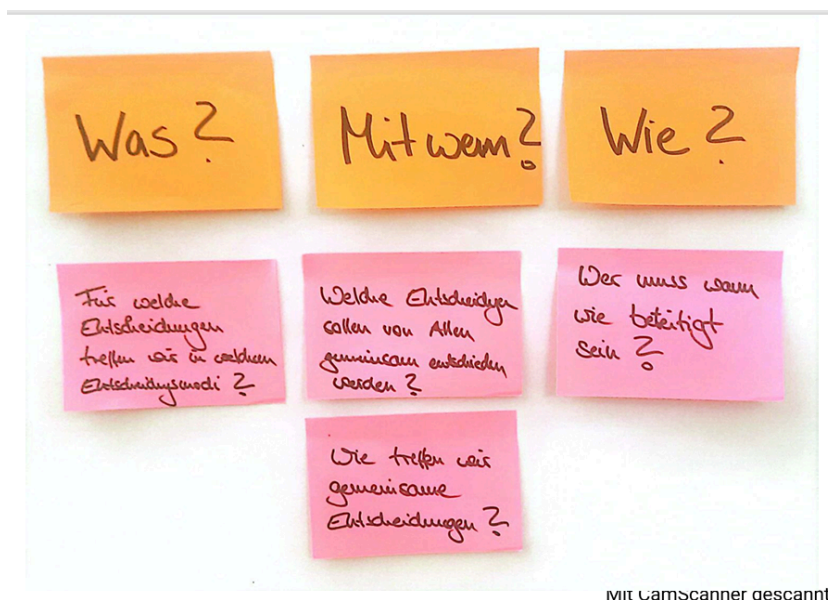 Was?
Mit wem?
Wie?
Für welche
Entscheidungen
treffen wir in welchem
Entscheidungsmodi?
Welche Entscheidungen
sollen von Allen
gemeinsam entschieden
werden?
Wer muss wann
wie beteiligt
sein?
Wie treffen wir
gemeinsame
Entscheidungen?
Mit CamScanner gescannt